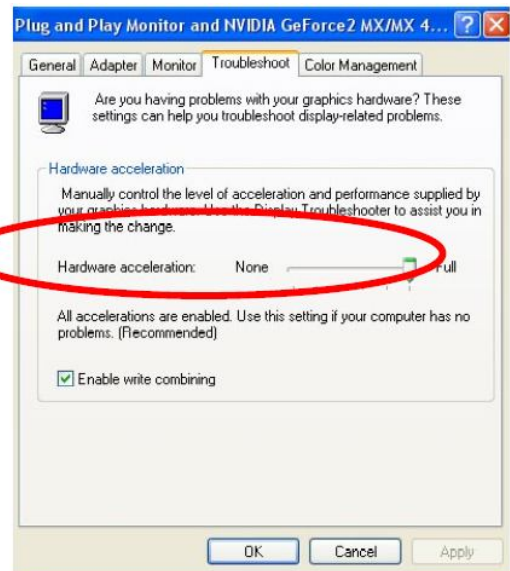 Plug and Play Monitor and NVIDIA GeForce2 MX/MX 4...
General Adapter Monitor Troubleshoot Color Management
Are you having problems with your graphics hardware? These
settings can help you troubleshoot display-related problems.
Hardware acceleration
Manually control the level of acceleration and performance supplied by
your graphics hardware. Use the Display Troubleshooter to assist you in
making the change.
Hardware acceleration: None Full
All accelerations are enabled. Use this setting if your computer has no
problems. (Recommended)
Enable write combining
OK Cancel Apply